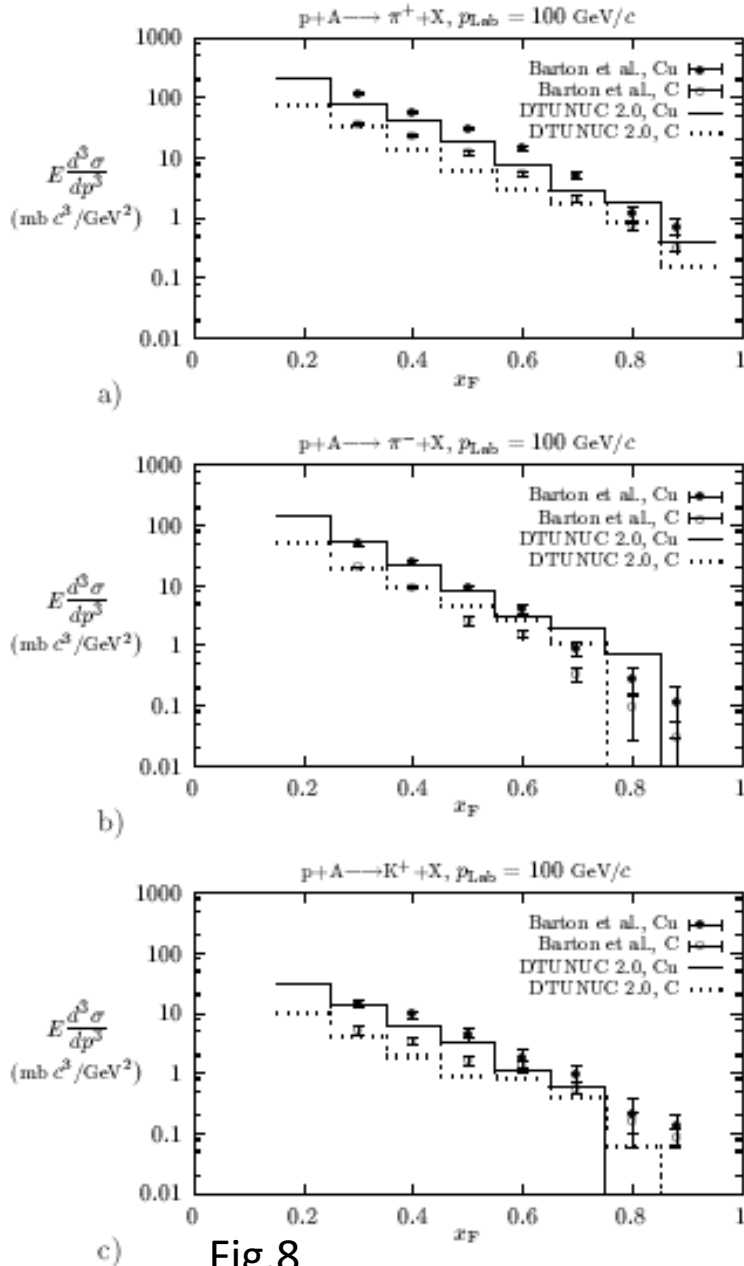 p+A⟶ π⁺+X, p_Lab = 100 GeV/c
1000
100
10
1
0.1
0.01
E d³σ/dp³
(mb c³/GeV²)
Barton et al., Cu
Barton et al., C
DTUNUC 2.0, Cu
DTUNUC 2.0, C
0 0.2 0.4 0.6 0.8 1
x_F
a)
p+A⟶ π⁻+X, p_Lab = 100 GeV/c
1000
100
10
1
0.1
0.01
E d³σ/dp³
(mb c³/GeV²)
Barton et al., Cu
Barton et al., C
DTUNUC 2.0, Cu
DTUNUC 2.0, C
0 0.2 0.4 0.6 0.8 1
x_F
b)
p+A⟶K⁺+X, p_Lab = 100 GeV/c
1000
100
10
1
0.1
0.01
E d³σ/dp³
(mb c³/GeV²)
Barton et al., Cu
Barton et al., C
DTUNUC 2.0, Cu
DTUNUC 2.0, C
0 0.2 0.4 0.6 0.8 1
x_F
c)
Fig.8